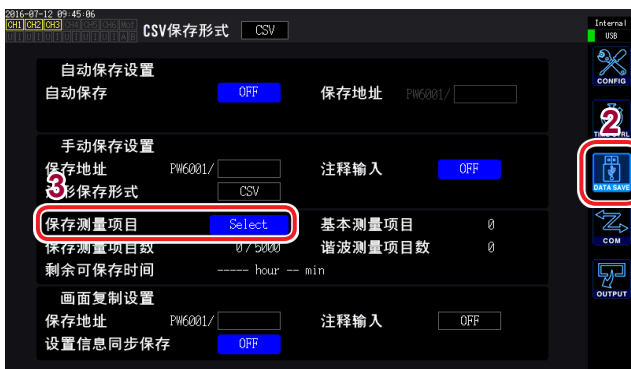 2016-07-12 09:45:06
CH1 CH2 CH3 CH4 CH5 CH6 Mot
U I U I U I U I U I U I A B
CSV保存形式 CSV
Internal
USB
自动保存设置
自动保存 OFF 保存地址 PW6001/
CONFIG
手动保存设置
保存地址 PW6001/ 注释输入 OFF
2
3
形保存形式 CSV
DATA SAVE
保存测量项目 Select 基本测量项目 0
保存测量项目数 0 / 5000 谐波测量项目数 0
COM
剩余可保存时间 ----- hour -- min
画面复制设置
OUTPUT
保存地址 PW6001/ 注释输入 OFF
设置信息同步保存 OFF